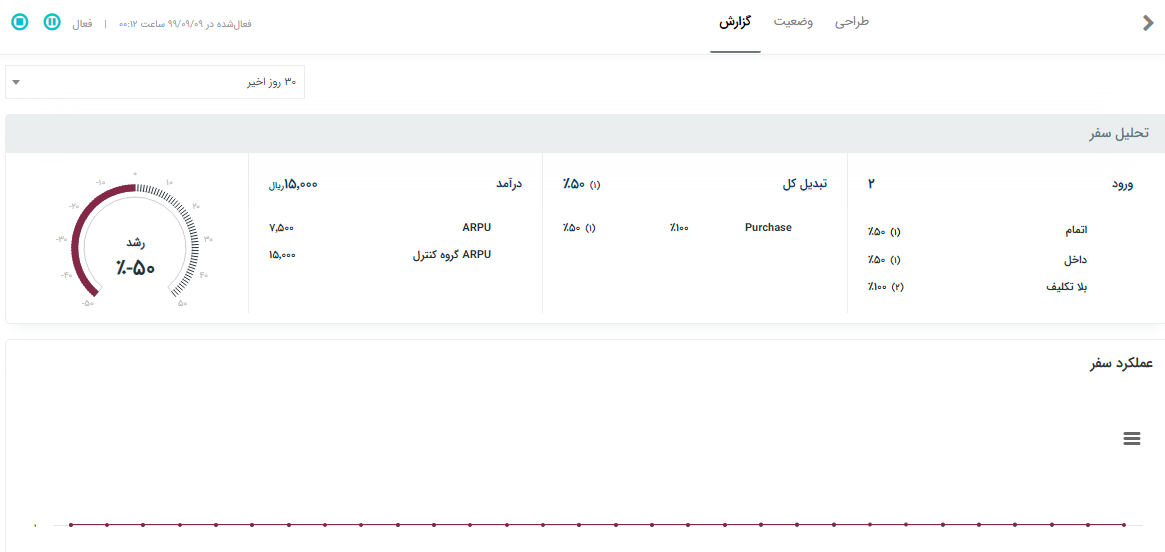 طراحی
وضعیت
گزارش
فعال‌شده در ۹۹/۰۹/۰۹ ساعت ۰۰:۱۲ | فعال
۳۰ روز اخیر
تحلیل سفر
ورود ۲
اتمام (۱) ۵۰٪
داخل (۱) ۵۰٪
بلا تکلیف (۲) ۱۰۰٪
تبدیل کل (۱) ۵۰٪
Purchase ۱۰۰٪ (۱) ۵۰٪
درآمد ۱۵,۰۰۰ریال
ARPU ۷,۵۰۰
ARPU گروه کنترل ۱۵,۰۰۰
-۵۰
-۴۰
-۳۰
-۲۰
-۱۰
۰
۱۰
۲۰
۳۰
۴۰
۵۰
رشد
٪-۵۰
عملکرد سفر